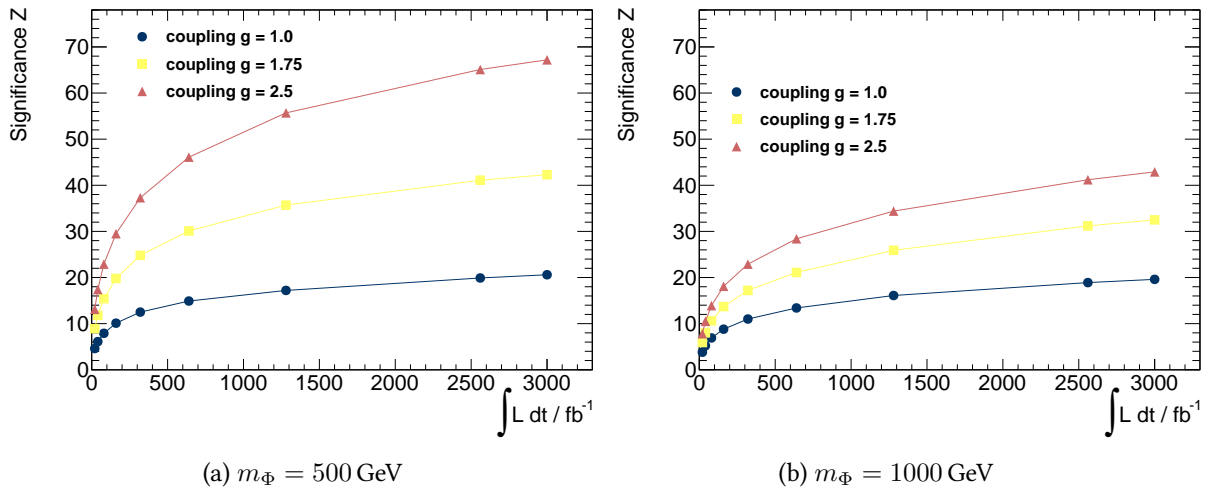 Significance Z
70
60
50
40
30
20
10
0
coupling g = 1.0
coupling g = 1.75
coupling g = 2.5
0 500 1000 1500 2000 2500 3000
∫ L dt / fb⁻¹
(a) m_Φ = 500 GeV
Significance Z
70
60
50
40
30
20
10
0
coupling g = 1.0
coupling g = 1.75
coupling g = 2.5
0 500 1000 1500 2000 2500 3000
∫ L dt / fb⁻¹
(b) m_Φ = 1000 GeV